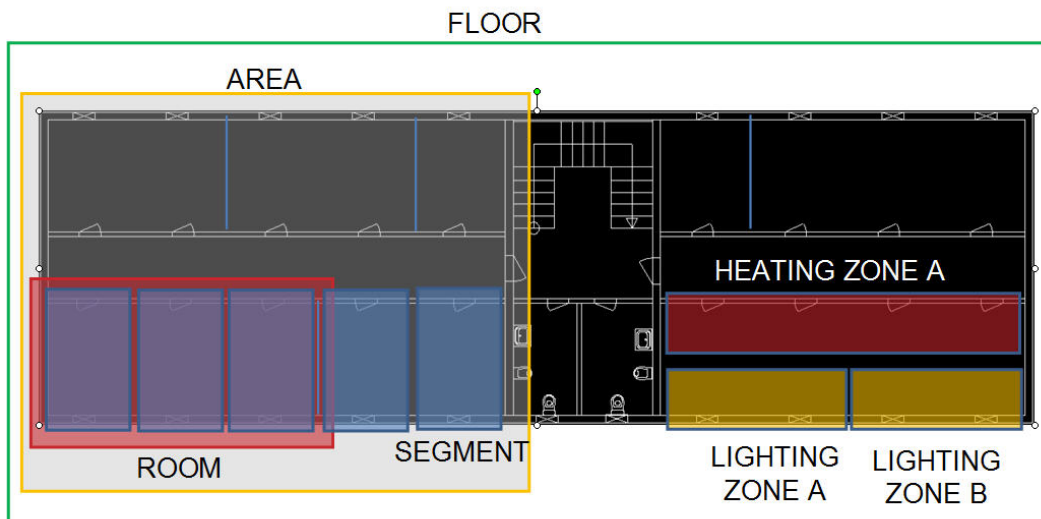 FLOOR
AREA
HEATING ZONE A
ROOM
SEGMENT
LIGHTING
ZONE A
LIGHTING
ZONE B